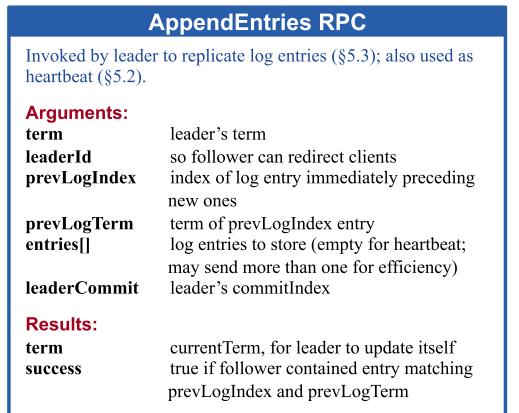 AppendEntries RPC
Invoked by leader to replicate log entries (§5.3); also used as
heartbeat (§5.2).
Arguments:
term leader’s term
leaderId so follower can redirect clients
prevLogIndex index of log entry immediately preceding
new ones
prevLogTerm term of prevLogIndex entry
entries[] log entries to store (empty for heartbeat;
may send more than one for efficiency)
leaderCommit leader’s commitIndex
Results:
term currentTerm, for leader to update itself
success true if follower contained entry matching
prevLogIndex and prevLogTerm